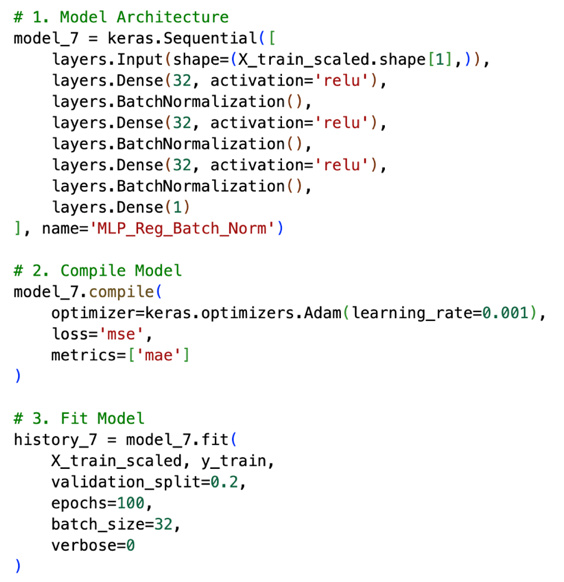 # 1. Model Architecture
model_7 = keras.Sequential([
    layers.Input(shape=(X_train_scaled.shape[1],)),
    layers.Dense(32, activation='relu'),
    layers.BatchNormalization(),
    layers.Dense(32, activation='relu'),
    layers.BatchNormalization(),
    layers.Dense(32, activation='relu'),
    layers.BatchNormalization(),
    layers.Dense(1)
], name='MLP_Reg_Batch_Norm')

# 2. Compile Model
model_7.compile(
    optimizer=keras.optimizers.Adam(learning_rate=0.001),
    loss='mse',
    metrics=['mae']
)

# 3. Fit Model
history_7 = model_7.fit(
    X_train_scaled, y_train,
    validation_split=0.2,
    epochs=100,
    batch_size=32,
    verbose=0
)